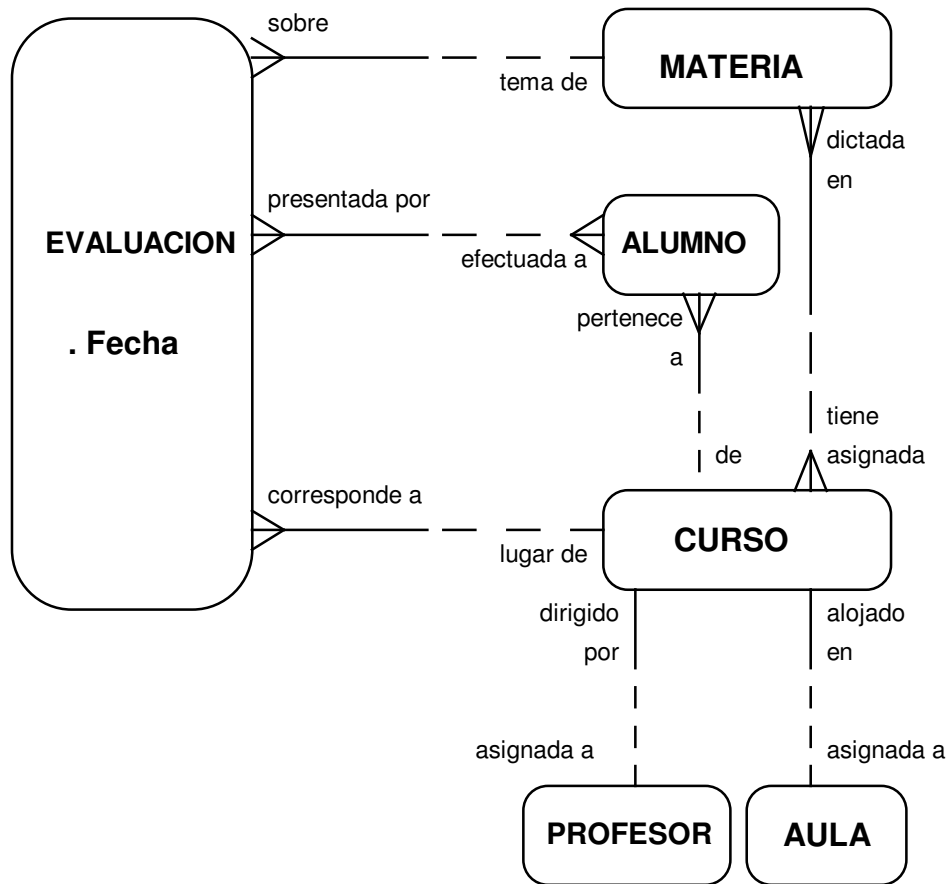 sobre
MATERIA
tema de
dictada
en
presentada por
EVALUACION
ALUMNO
efectuada a
pertenece
a
. Fecha
tiene
de
asignada
corresponde a
CURSO
lugar de
dirigido
por
alojado
en
asignada a
asignada a
PROFESOR
AULA